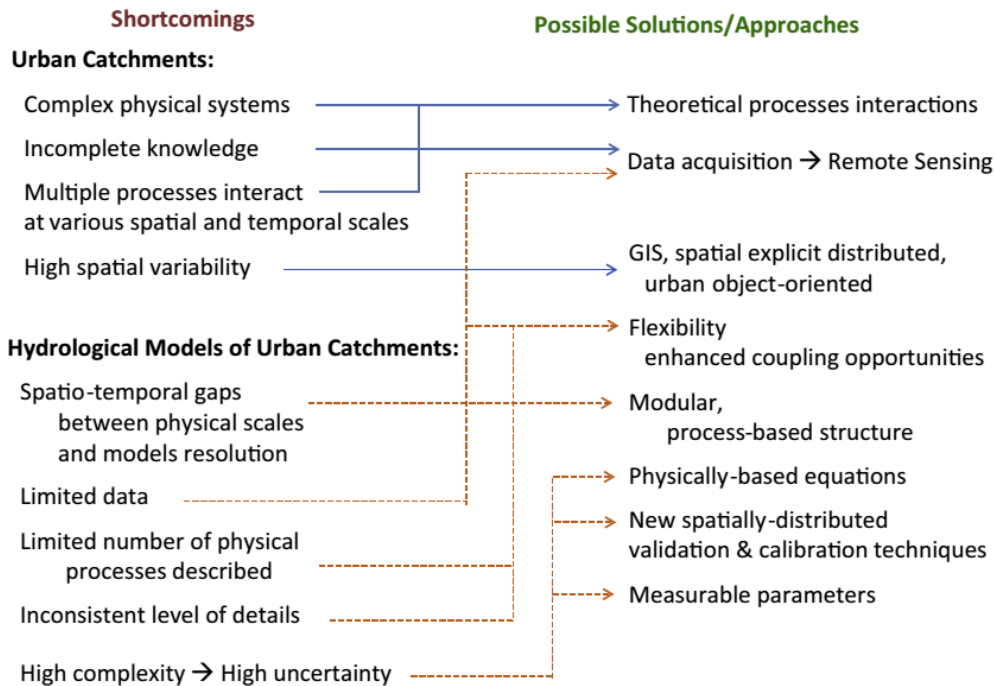 Shortcomings
Possible Solutions/Approaches
Urban Catchments:
Complex physical systems
Incomplete knowledge
Multiple processes interact
at various spatial and temporal scales
High spatial variability
Theoretical processes interactions
Data acquisition → Remote Sensing
GIS, spatial explicit distributed,
urban object-oriented
Hydrological Models of Urban Catchments:
Spatio-temporal gaps
between physical scales
and models resolution
Limited data
Limited number of physical
processes described
Inconsistent level of details
High complexity → High uncertainty
Flexibility
enhanced coupling opportunities
Modular,
process-based structure
Physically-based equations
New spatially-distributed
validation & calibration techniques
Measurable parameters